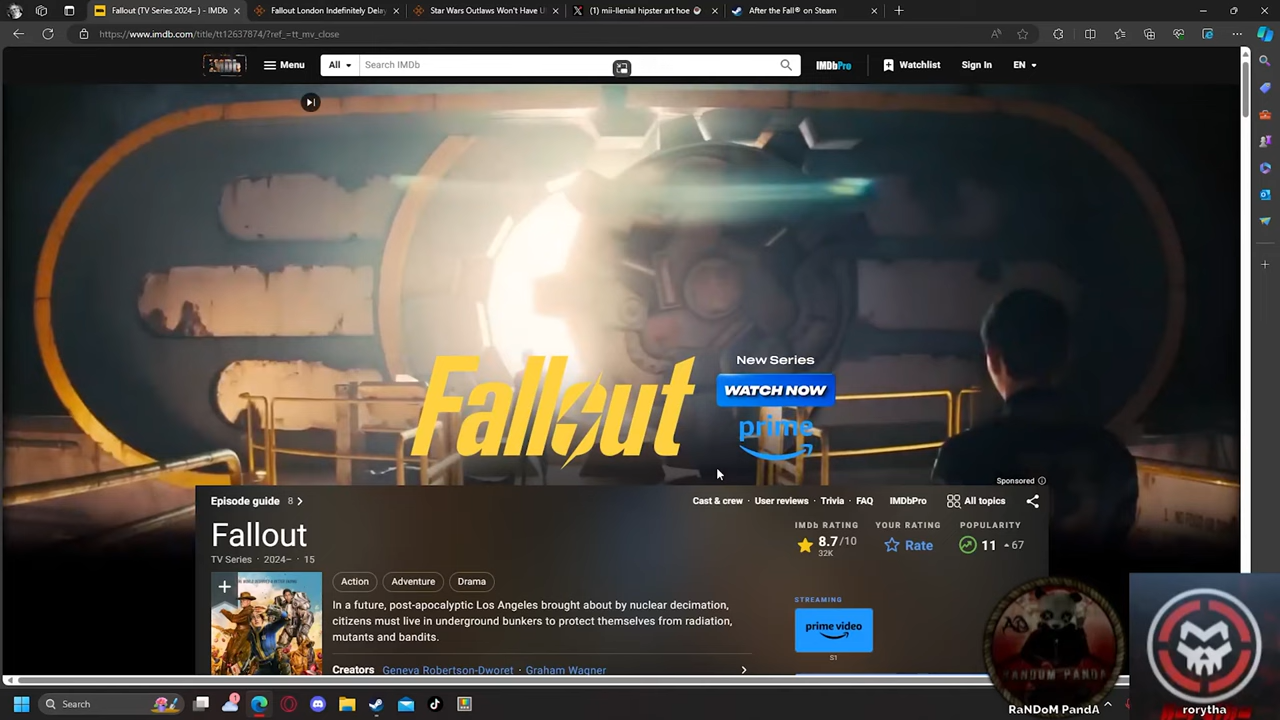 Fallout (TV Series 2024– ) - IMDb
Fallout London Indefinitely Delay
Star Wars Outlaws Won't Have U
(1) mii-llenial hipster art hoe
After the Fall® on Steam
https://www.imdb.com/title/tt12637874/?ref_=tt_mv_close
IMDb
Menu
All
Search IMDb
IMDbPro
Watchlist
Sign In
EN
New Series
WATCH NOW
Fallout
prime
Sponsored
Episode guide 8
Cast & crew · User reviews · Trivia · FAQ
IMDbPro
All topics
Fallout
TV Series · 2024– · 15
IMDb RATING
8.7/10
32K
YOUR RATING
Rate
POPULARITY
11 67
Action
Adventure
Drama
In a future, post-apocalyptic Los Angeles brought about by nuclear decimation,
citizens must live in underground bunkers to protect themselves from radiation,
mutants and bandits.
STREAMING
prime video
S1
Creators Geneva Robertson-Dworet · Graham Wagner
RANDOM PANDA
RaNDoM PandA
rorytha
Search